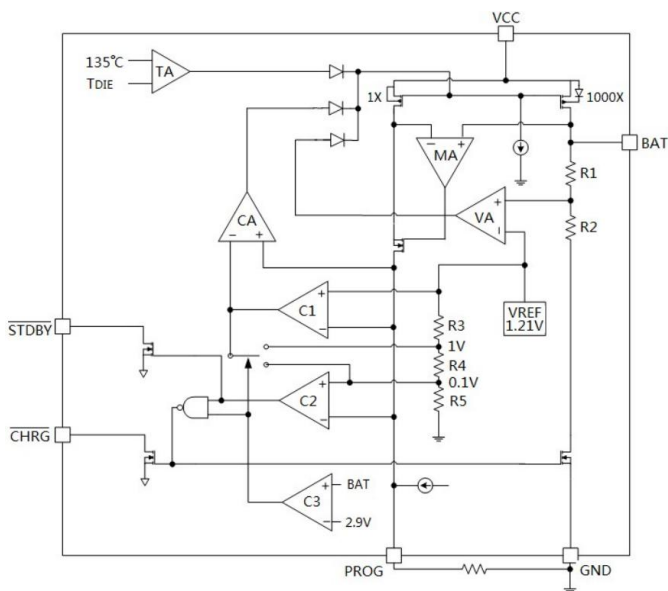 VCC
135°C
TDIE
TA
1X
1000X
MA
BAT
R1
CA
VA
R2
C1
VREF
1.21V
STDBY
R3
1V
R4
0.1V
C2
R5
CHRG
C3
BAT
2.9V
PROG
GND